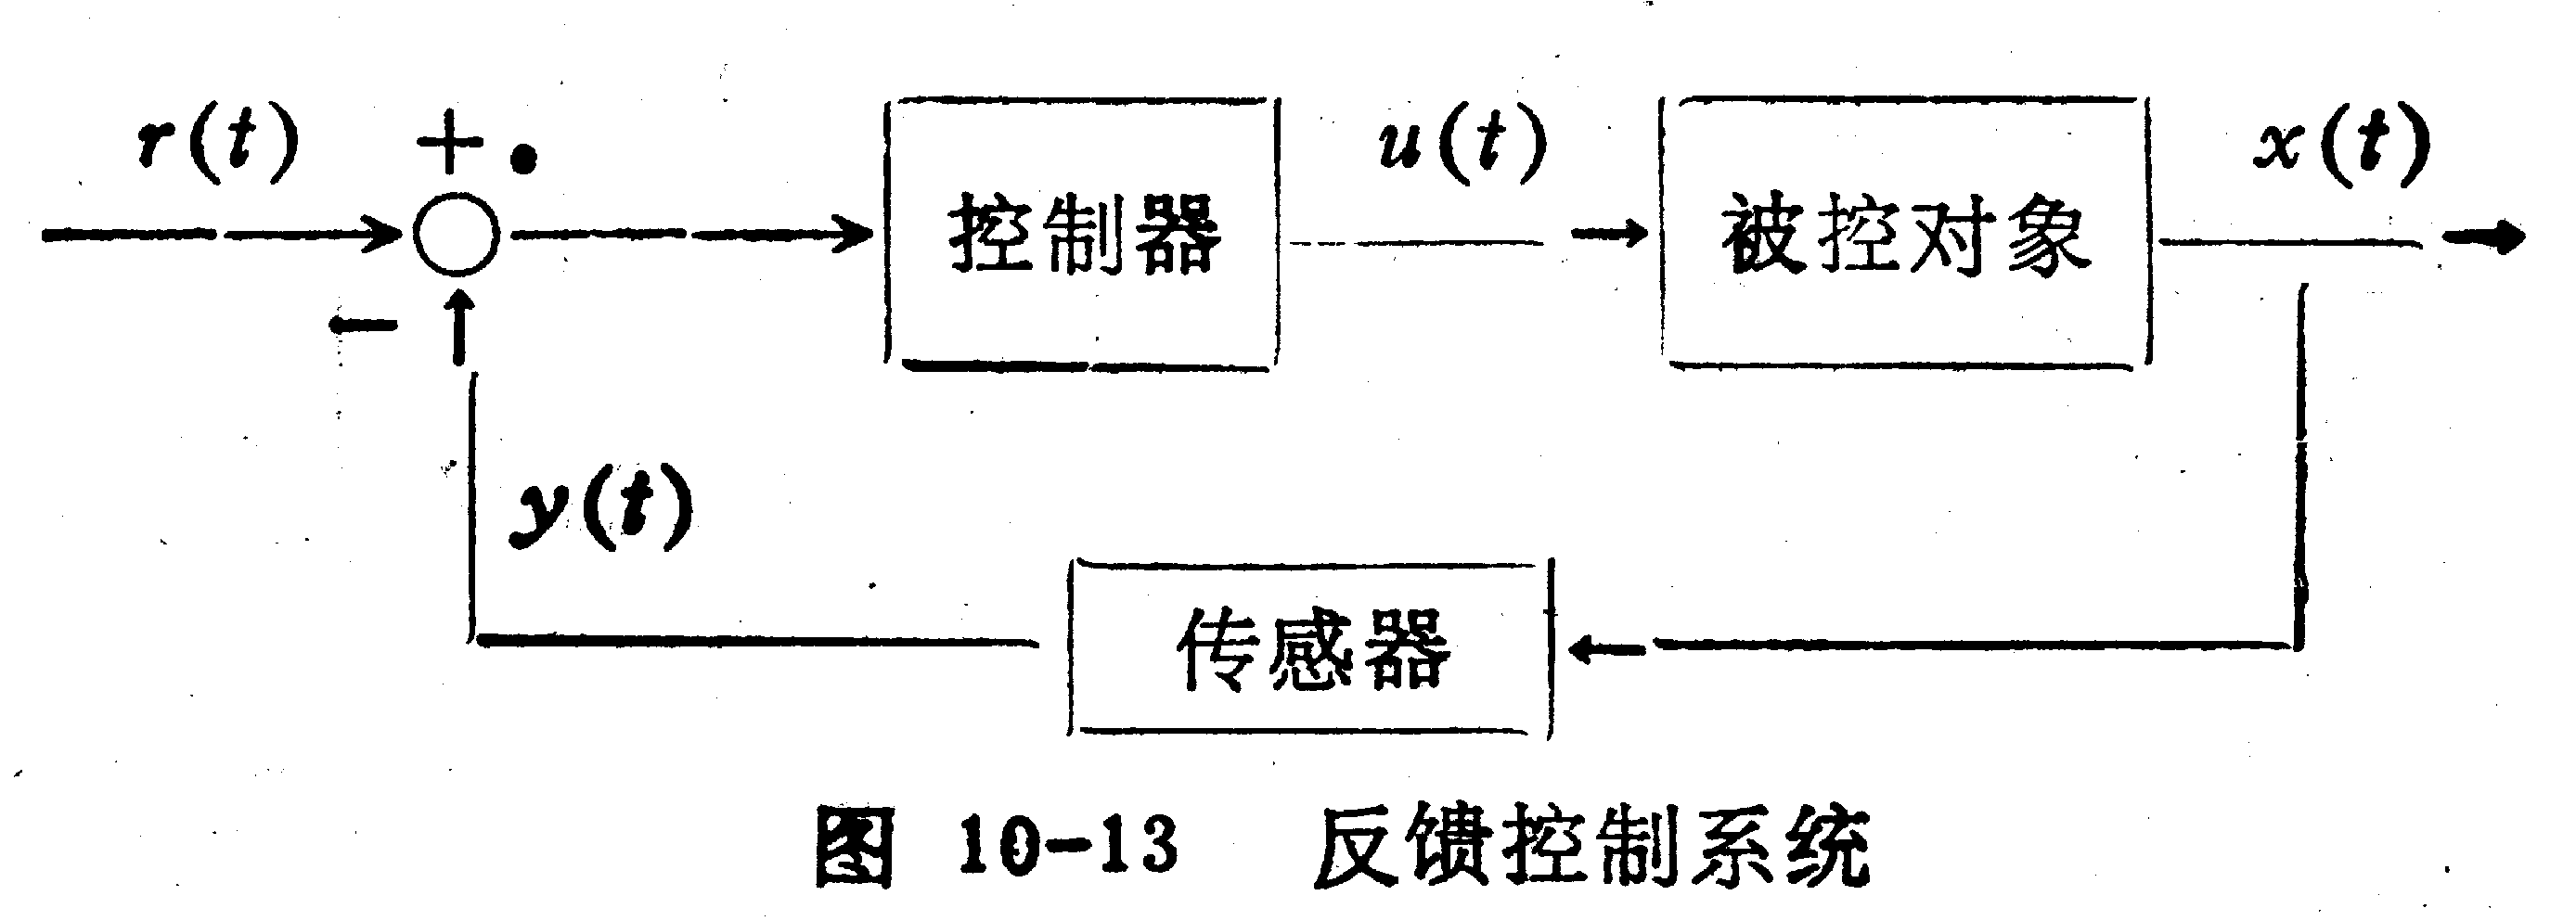 r(t) + u(t) x(t)
控制器 被控对象
y(t)
传感器
图 10-13 反馈控制系统